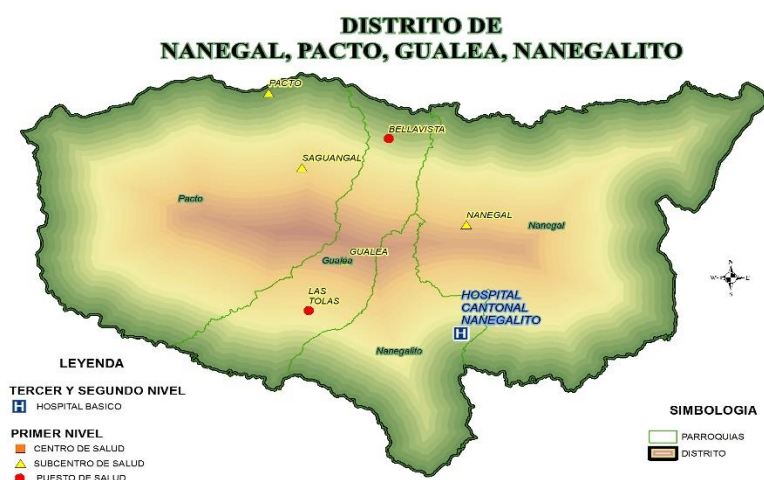 DISTRITO DE
NANEGAL, PACTO, GUALEA, NANEGALITO
PACTO
BELLAVISTA
SAGUANGAL
Pacto
NANEGAL
Nanegal
GUALEA
Gualea
LAS
TOLAS
HOSPITAL
CANTONAL
NANEGALITO
Nanegalito
N
W
E
S
LEYENDA
TERCER Y SEGUNDO NIVEL
H HOSPITAL BASICO
PRIMER NIVEL
CENTRO DE SALUD
SUBCENTRO DE SALUD
PUESTO DE SALUD
SIMBOLOGIA
PARROQUIAS
DISTRITO